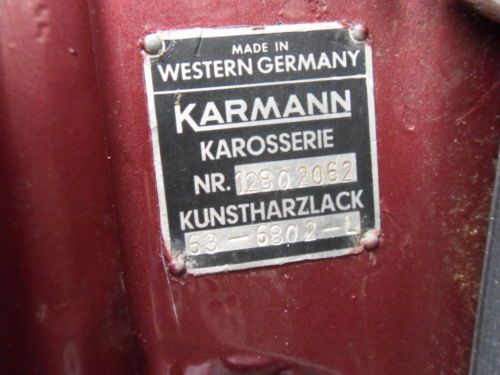 MADE IN
WESTERN GERMANY
KARMANN
KAROSSERIE
NR. 12802062
KUNSTHARZLACK
63-6802-L